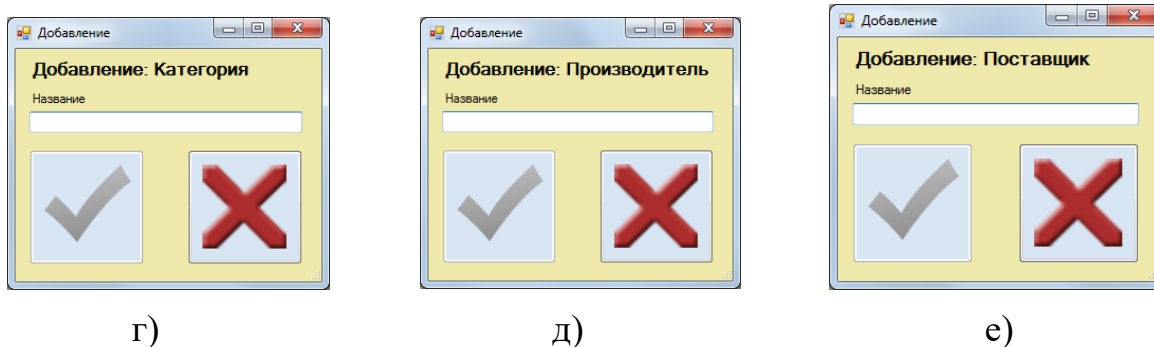 Добавление
Добавление: Категория
Название
г)
Добавление
Добавление: Производитель
Название
д)
Добавление
Добавление: Поставщик
Название
е)